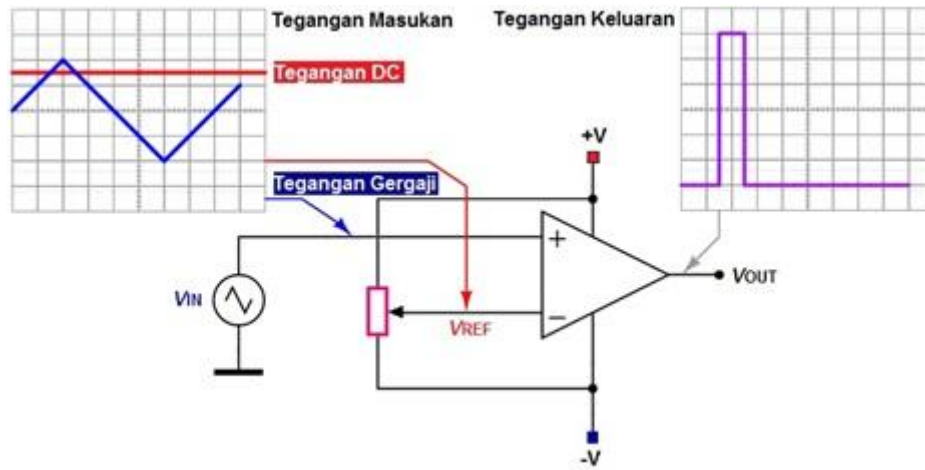 Tegangan Masukan
Tegangan Keluaran
Tegangan DC
+V
Tegangan Gergaji
+
VIN
VOUT
−
VREF
-V